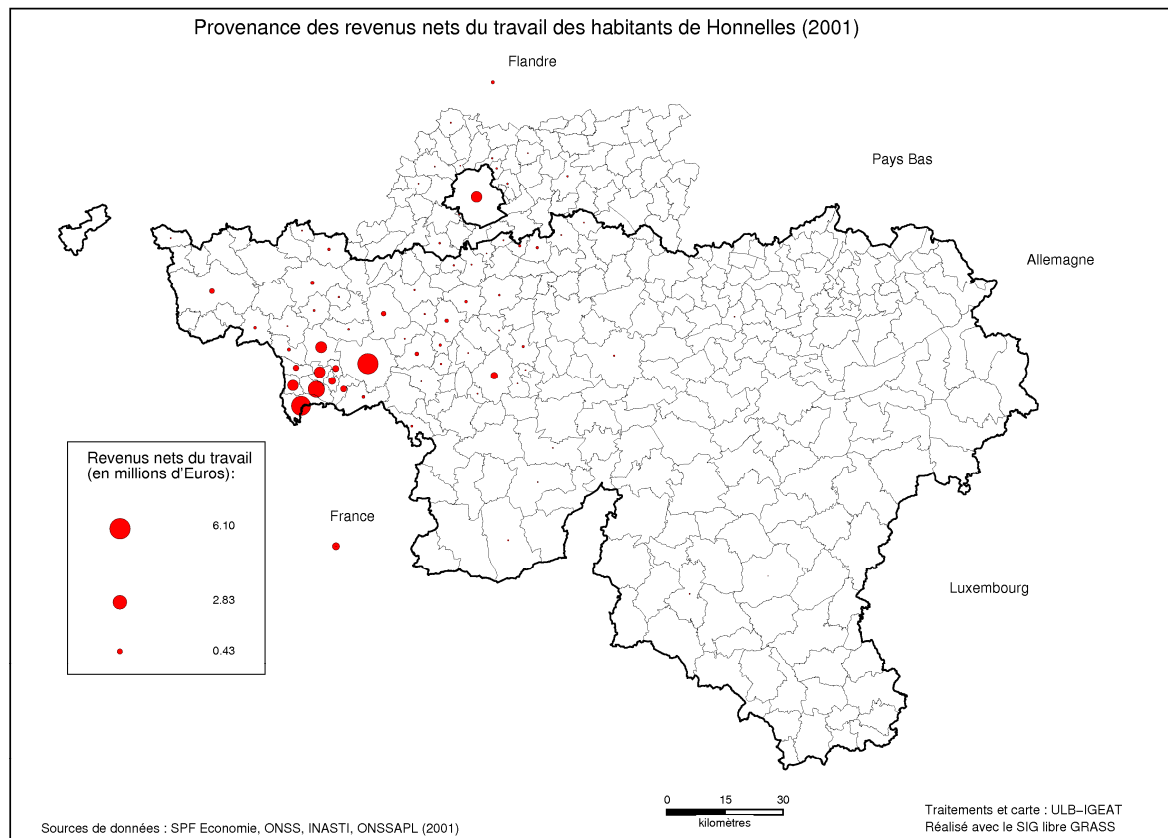 Provenance des revenus nets du travail des habitants de Honnelles (2001)
Flandre
Pays Bas
Allemagne
Revenus nets du travail
(en millions d'Euros):
6.10
2.83
0.43
France
Luxembourg
0 15 30
kilomètres
Sources de données : SPF Economie, ONSS, INASTI, ONSSAPL (2001)
Traitements et carte : ULB–IGEAT
Réalisé avec le SIG libre GRASS